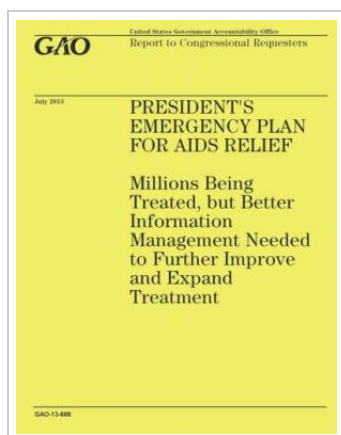 United States Government Accountability Office
GAO
Report to Congressional Requesters
July 2013
PRESIDENT'S
EMERGENCY PLAN
FOR AIDS RELIEF
Millions Being
Treated, but Better
Information
Management Needed
to Further Improve
and Expand
Treatment
GAO-13-688